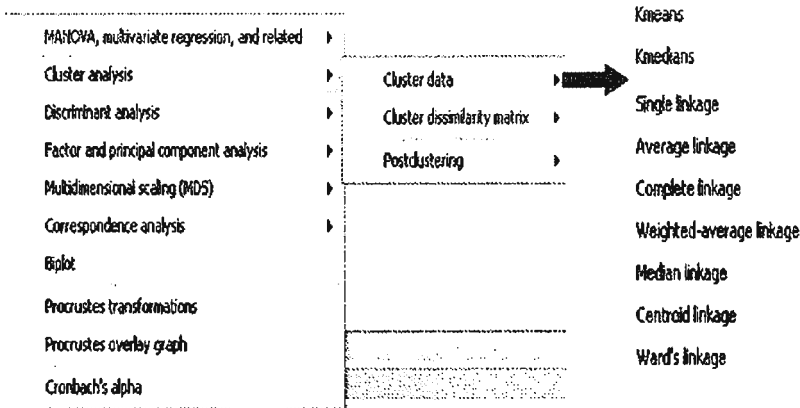 MANOVA, multivariate regression, and related
Cluster analysis
Discriminant analysis
Factor and principal component analysis
Multidimensional scaling (MDS)
Correspondence analysis
Biplot
Procrustes transformations
Procrustes overlay graph
Cronbach's alpha
Cluster data
Cluster dissimilarity matrix
Postclustering
Kmeans
Kmedians
Single linkage
Average linkage
Complete linkage
Weighted-average linkage
Median linkage
Centroid linkage
Ward's linkage